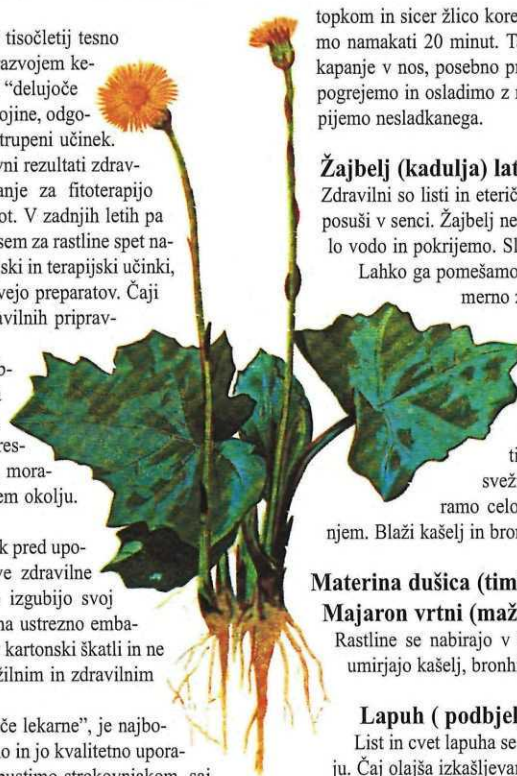 tisočletij tesno
azvojem ke-
"delujoče
ojine, odgo-
trupeni učinek.
vni rezultati zdrav-
anje za fitoterapijo
ot. V zadnjih letih pa
sem za rastline spet na-
ski in terapijski učinki,
vejo preparatov. Čaji
avilnih priprav-
res-
mora-
em okolju.
k pred upo-
ve zdravilne
izgubijo svoj
na ustrezno emba-
kartonski škatli in ne
žilnim in zdravilnim
če lekarne", je najbo-
o in jo kvalitetno upora-
topkom in sicer žlico kore
mo namakati 20 minut. T
kapanje v nos, posebno pr
pogrejemo in osladimo z
pijemo nesladkanega.
Žajbelj (kadulja) lat
Zdravilni so listi in eterič
posuši v senci. Žajbelj ne
lo vodo in pokrijemo. Sl
Lahko ga pomešamo
merno
ti
svež
ramo celo
njem. Blaži kašelj in bron
Materina dušica (tim
Majaron vrtni (maž
Rastline se nabirajo v
umirjajo kašelj, bronh
Lapuh ( podbjel
List in cvet lapuha se
ju. Čaj olajša izkašljevar